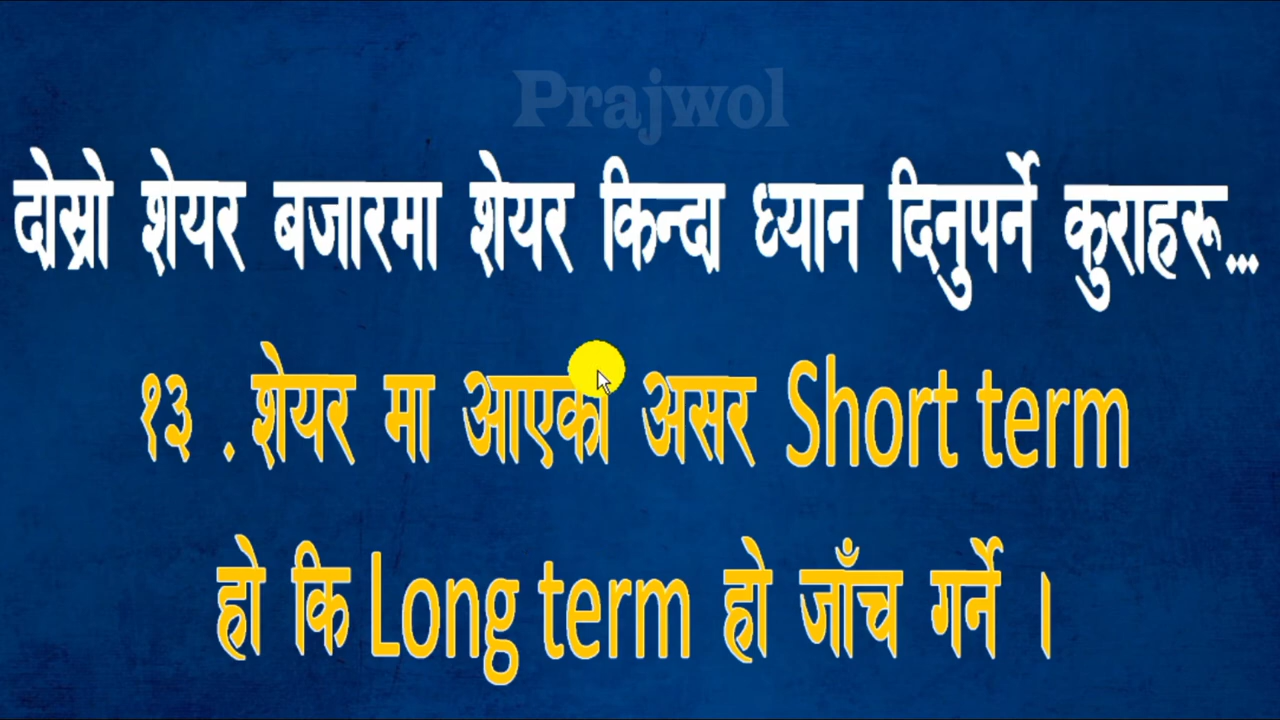 Prajwol
दोस्रो शेयर बजारमा शेयर किन्दा ध्यान दिनुपर्ने कुराहरू...
१३ . शेयर मा आएको असर Short term
हो कि Long term हो जाँच गर्ने ।